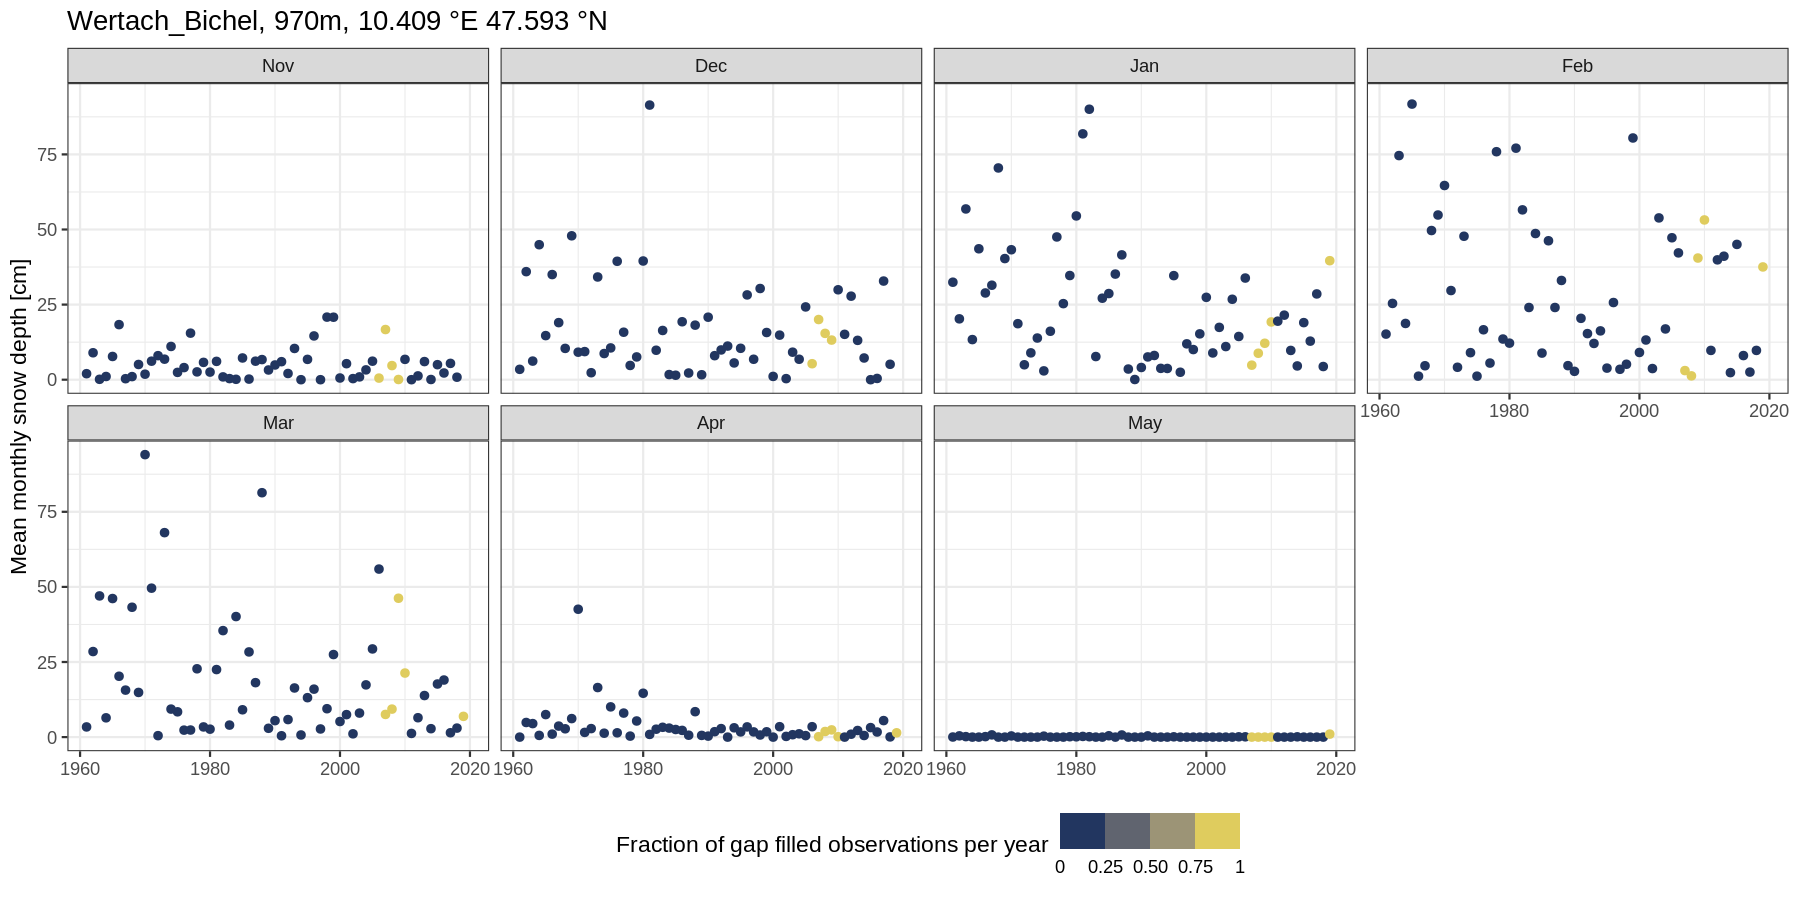 Wertach_Bichel, 970m, 10.409 °E 47.593 °N
Nov
Dec
Jan
Feb
Mean monthly snow depth [cm]
75
50
25
0
1960 1980 2000 2020
Mar
Apr
May
75
50
25
0
1960 1980 2000 2020
1960 1980 2000 2020
1960 1980 2000 2020
Fraction of gap filled observations per year
0 0.25 0.50 0.75 1